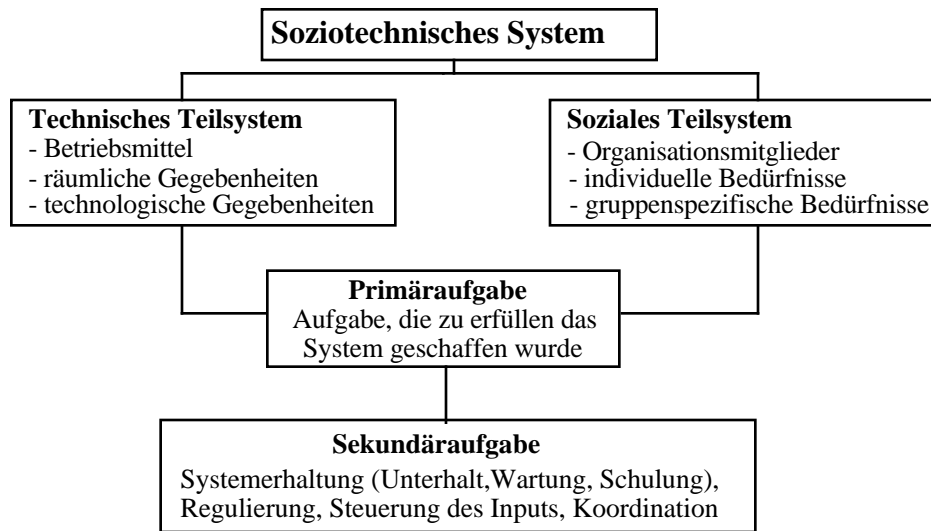 Soziotechnisches System
Technisches Teilsystem
- Betriebsmittel
- räumliche Gegebenheiten
- technologische Gegebenheiten
Soziales Teilsystem
- Organisationsmitglieder
- individuelle Bedürfnisse
- gruppenspezifische Bedürfnisse
Primäraufgabe
Aufgabe, die zu erfüllen das
System geschaffen wurde
Sekundäraufgabe
Systemerhaltung (Unterhalt,Wartung, Schulung),
Regulierung, Steuerung des Inputs, Koordination